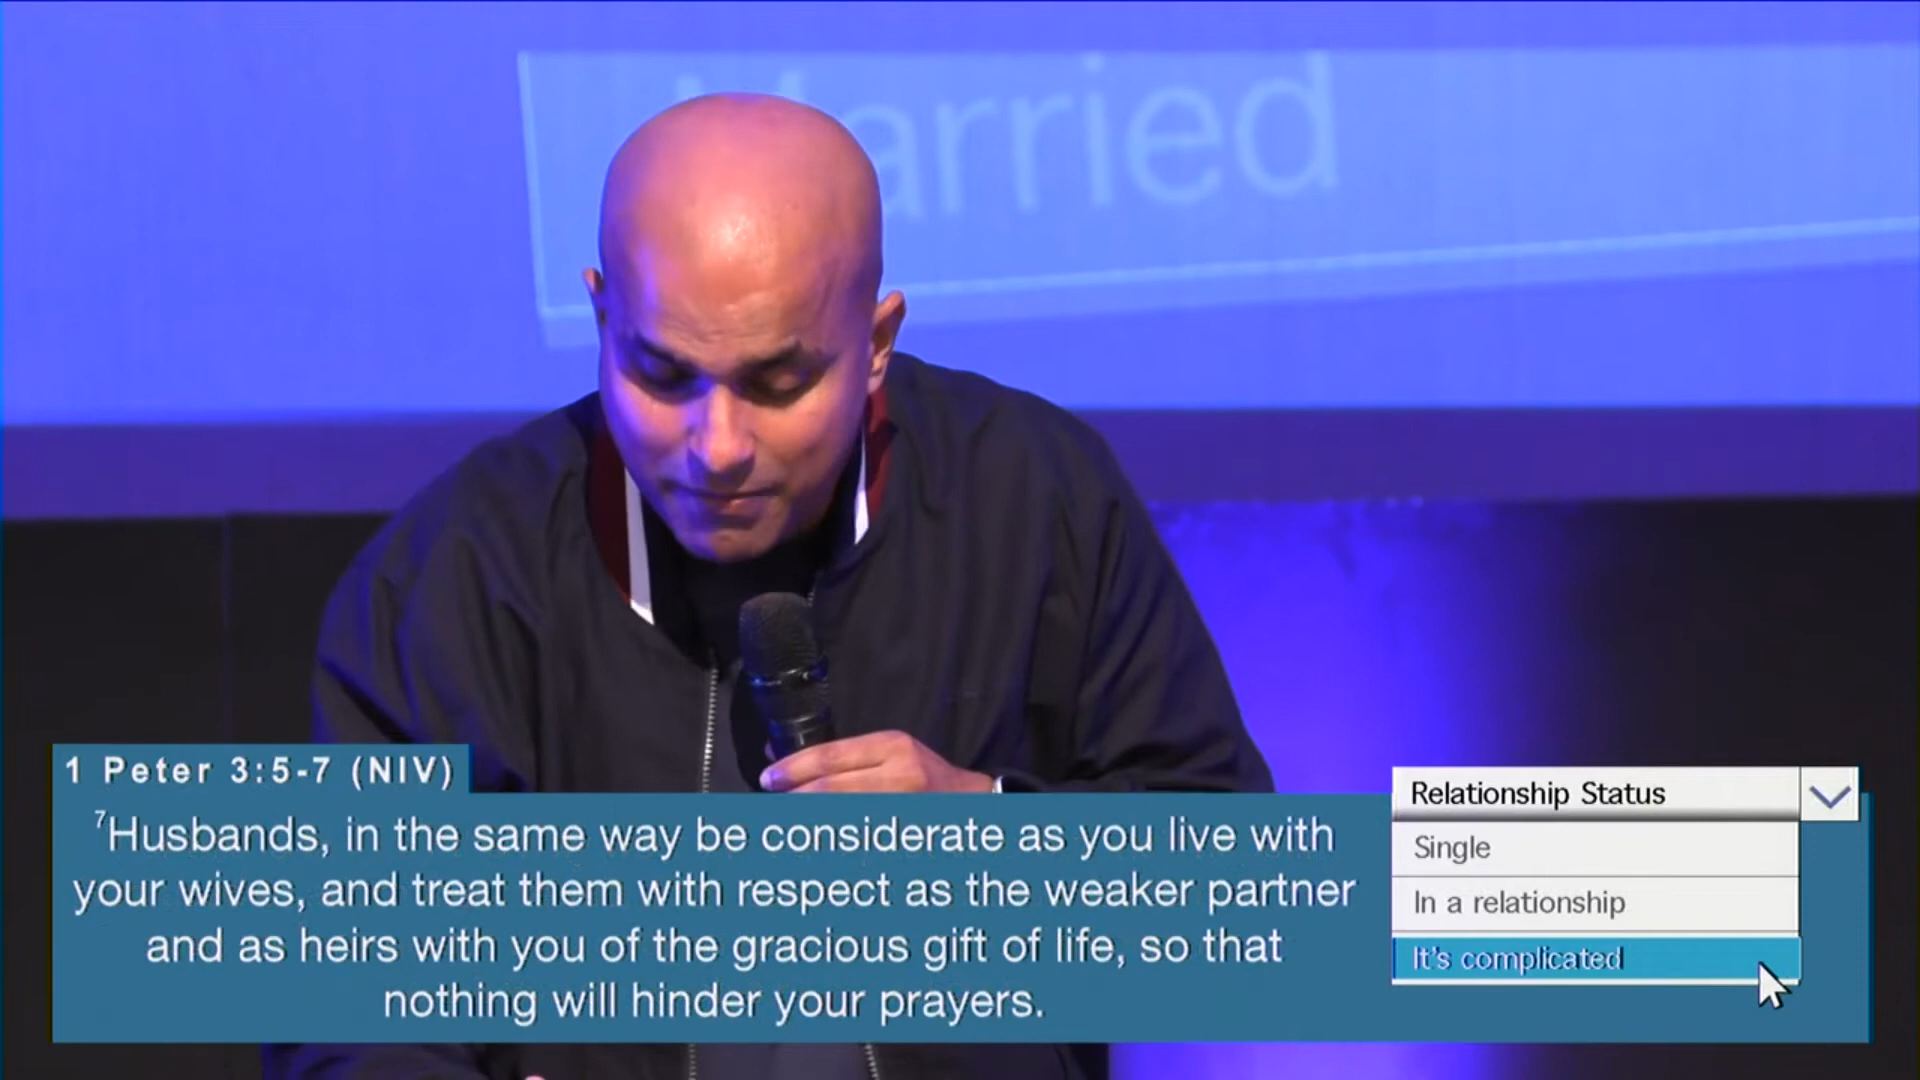 Married
1 Peter 3:5-7 (NIV)
⁷Husbands, in the same way be considerate as you live with
your wives, and treat them with respect as the weaker partner
and as heirs with you of the gracious gift of life, so that
nothing will hinder your prayers.
Relationship Status
Single
In a relationship
It's complicated